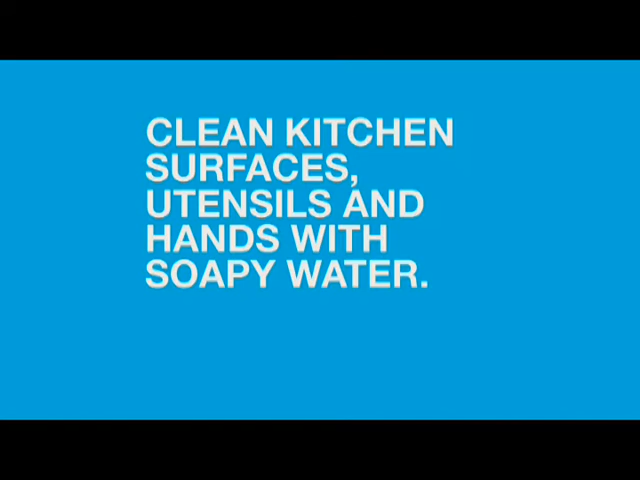 CLEAN KITCHEN
SURFACES,
UTENSILS AND
HANDS WITH
SOAPY WATER.